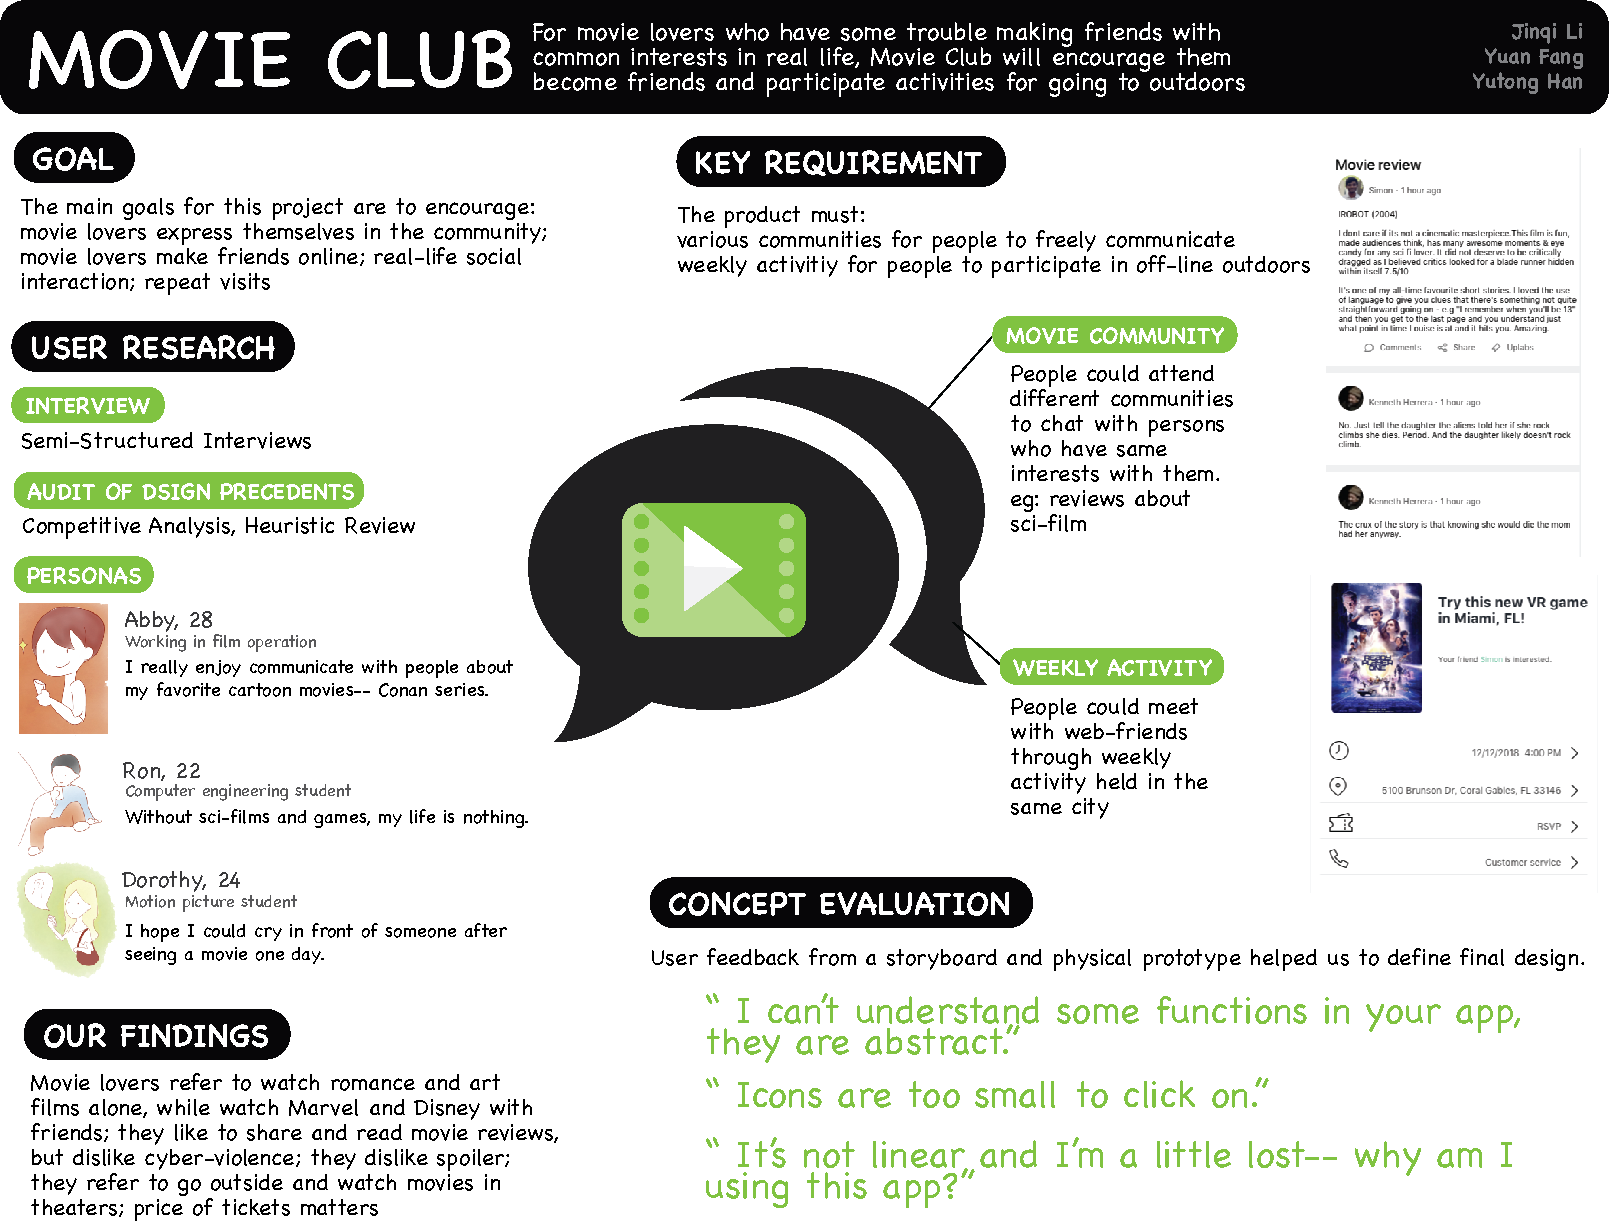 MOVIE CLUB
For movie lovers who have some trouble making friends with
common interests in real life, Movie Club will encourage them
become friends and participate activities for going to outdoors
Jinqi Li
Yuan Fang
Yutong Han
GOAL
The main goals for this project are to encourage:
movie lovers express themselves in the community;
movie lovers make friends online; real-life social
interaction; repeat visits
USER RESEARCH
INTERVIEW
Semi-Structured Interviews
AUDIT OF DSIGN PRECEDENTS
Competitive Analysis, Heuristic Review
PERSONAS
Abby, 28
Working in film operation
I really enjoy communicate with people about
my favorite cartoon movies-- Conan series.
Ron, 22
Computer engineering student
Without sci-films and games, my life is nothing.
Dorothy, 24
Motion picture student
I hope I could cry in front of someone after
seeing a movie one day.
OUR FINDINGS
Movie lovers refer to watch romance and art
films alone, while watch Marvel and Disney with
friends; they like to share and read movie reviews,
but dislike cyber-violence; they dislike spoiler;
they refer to go outside and watch movies in
theaters; price of tickets matters
KEY REQUIREMENT
The product must:
various communities for people to freely communicate
weekly activitiy for people to participate in off-line outdoors
MOVIE COMMUNITY
People could attend
different communities
to chat with persons
who have same
interests with them.
eg: reviews about
sci-film
WEEKLY ACTIVITY
People could meet
with web-friends
through weekly
activity held in the
same city
Movie review
Simon - 1 hour ago
IROBOT (2004)
I dont care if its not a cinematic masterpiece.This film is fun,
made audiences think, has many awesome moments & eye
candy for any sci fi lover. It did not deserve to be critically
dragged as I believed critics looked for a blade runner hidden
within itself 7.5/10
It's one of my all-time favourite short stories. I loved the use
of language to give you clues that there's something not quite
straightforward going on - e.g "I remember when you'll be 13"
and then you get to the last page and you understand just
what point in time Louise is at and it hits you. Amazing.
Comments Share Uplabs
Kenneth Herrera - 1 hour ago
No. Just tell the daughter the aliens told her if she rock
climbs she dies. Period. And the daughter likely doesn't rock
climb.
Kenneth Herrera - 1 hour ago
The crux of the story is that knowing she would die the mom
had her anyway.
READY PLAYER ONE
Try this new VR game
in Miami, FL!
Your friend Simon is interested.
12/12/2018 4:00 PM
5100 Brunson Dr, Coral Gables, FL 33146
RSVP
Customer service
CONCEPT EVALUATION
User feedback from a storyboard and physical prototype helped us to define final design.
“ I can't understand some functions in your app,
they are abstract.”
“ Icons are too small to click on.”
“ It's not linear and I'm a little lost-- why am I
using this app?”